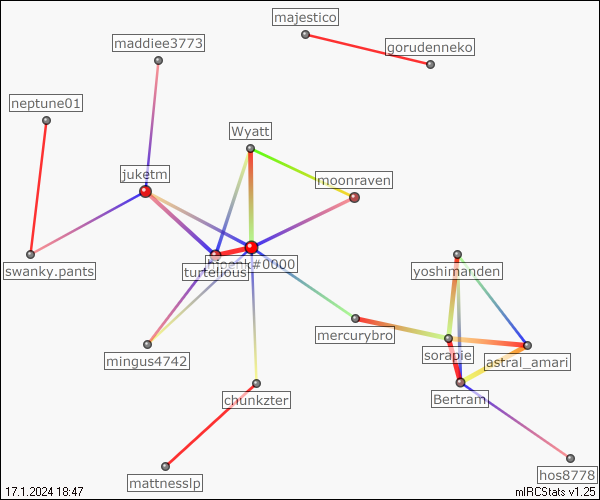 majestico
maddiee3773
gorudenneko
neptune01
Wyatt
juketm
moonraven
swanky.pants
turtelious
#0000
yoshimanden
mercurybro
mingus4742
sorapie
astral_amari
chunkzter
Bertram
mattnesslp
hos8778
17.1.2024 18:47
mIRCStats v1.25